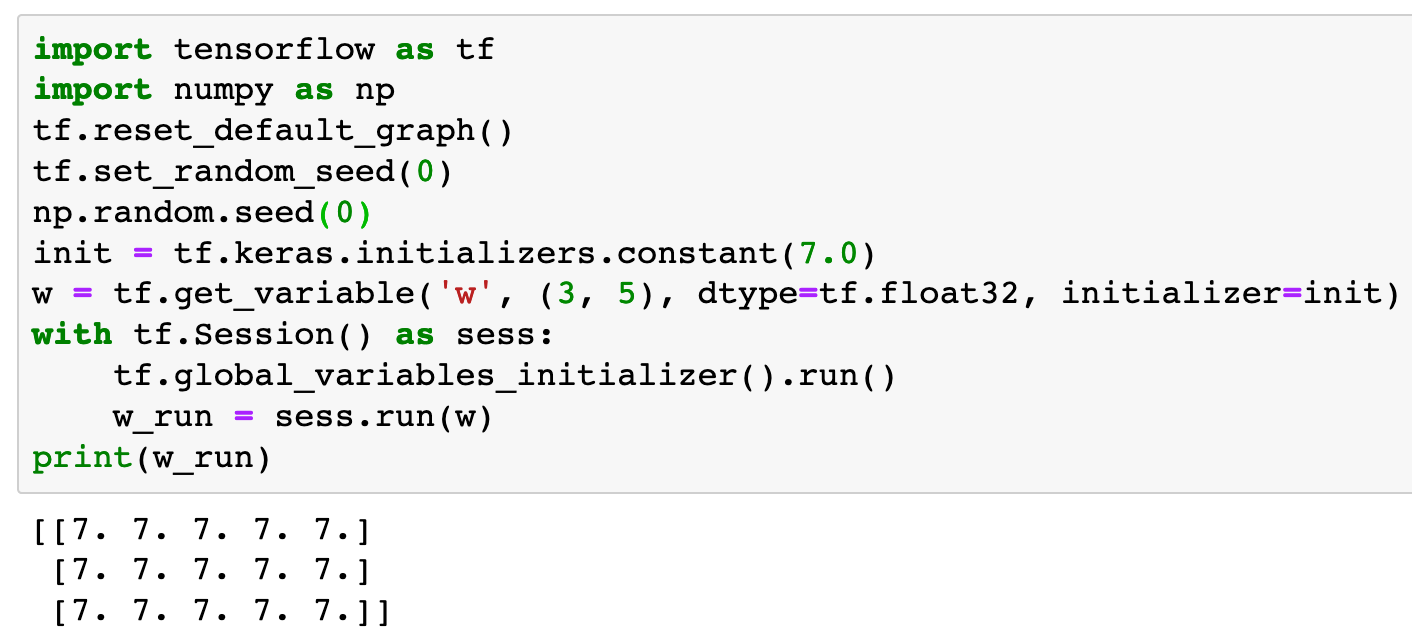 import tensorflow as tf
import numpy as np
tf.reset_default_graph()
tf.set_random_seed(0)
np.random.seed(0)
init = tf.keras.initializers.constant(7.0)
w = tf.get_variable('w', (3, 5), dtype=tf.float32, initializer=init)
with tf.Session() as sess:
    tf.global_variables_initializer().run()
    w_run = sess.run(w)
print(w_run)
[[7. 7. 7. 7. 7.]
 [7. 7. 7. 7. 7.]
 [7. 7. 7. 7. 7.]]